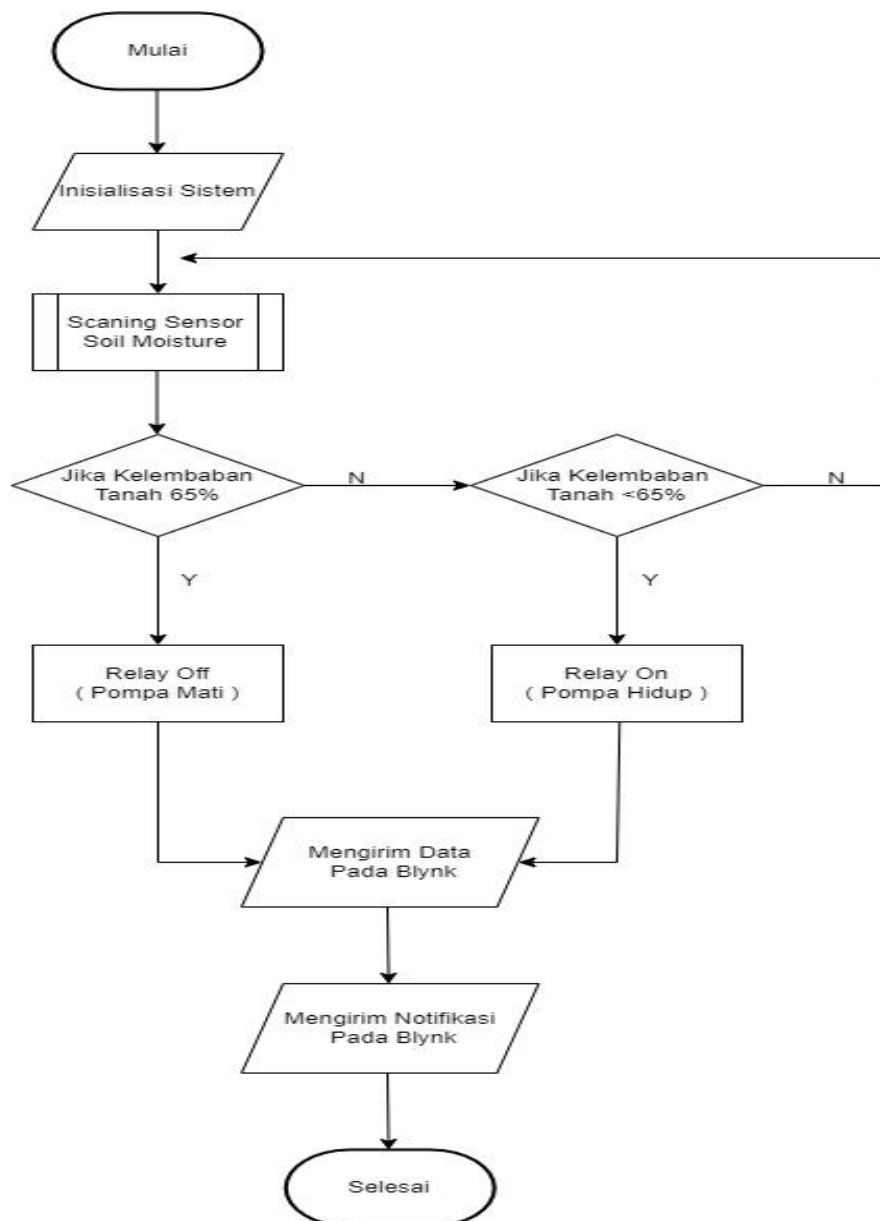 Mulai
Inisialisasi Sistem
Scaning Sensor
Soil Moisture
Jika Kelembaban
Tanah 65%
N
Jika Kelembaban
Tanah <65%
N
Y
Y
Relay Off
( Pompa Mati )
Relay On
( Pompa Hidup )
Mengirim Data
Pada Blynk
Mengirim Notifikasi
Pada Blynk
Selesai